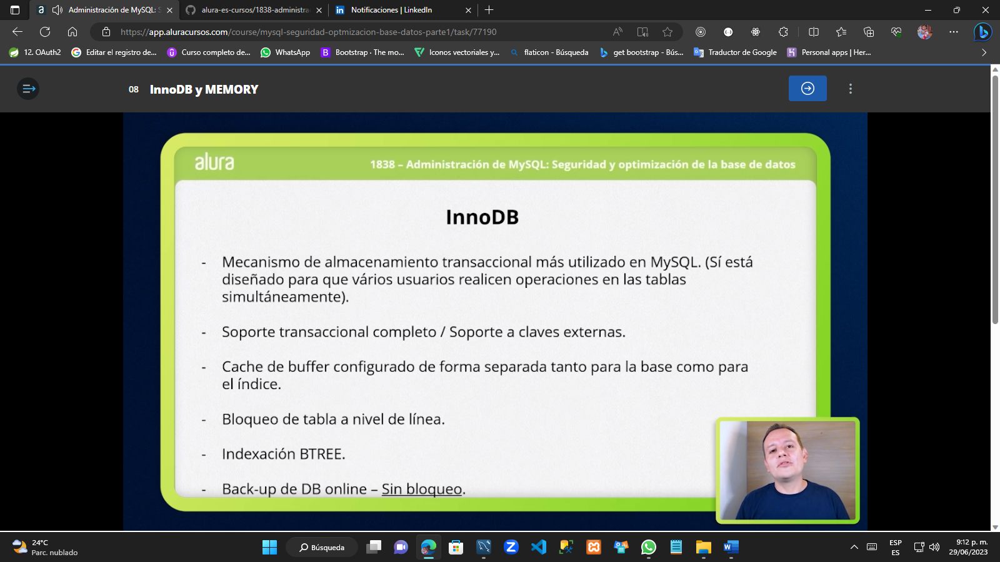 Administración de MySQL: S
alura-es-cursos/1838-administra
Notificaciones | LinkedIn
https://app.aluracursos.com/course/mysql-seguridad-optmizacion-base-datos-parte1/task/77190
12. OAuth2
Editar el registro de...
Curso completo de...
WhatsApp
Bootstrap · The mo...
Iconos vectoriales y...
flaticon - Búsqueda
get bootstrap - Bús...
Traductor de Google
Personal apps | Her...
08 InnoDB y MEMORY
alura
1838 – Administración de MySQL: Seguridad y optimización de la base de datos
InnoDB
- Mecanismo de almacenamiento transaccional más utilizado en MySQL. (Sí está
diseñado para que vários usuarios realicen operaciones en las tablas
simultáneamente).
- Soporte transaccional completo / Soporte a claves externas.
- Cache de buffer configurado de forma separada tanto para la base como para
el índice.
- Bloqueo de tabla a nivel de línea.
- Indexación BTREE.
- Back-up de DB online – Sin bloqueo.
24°C
Parc. nublado
Búsqueda
ESP
ES
9:12 p. m.
29/06/2023